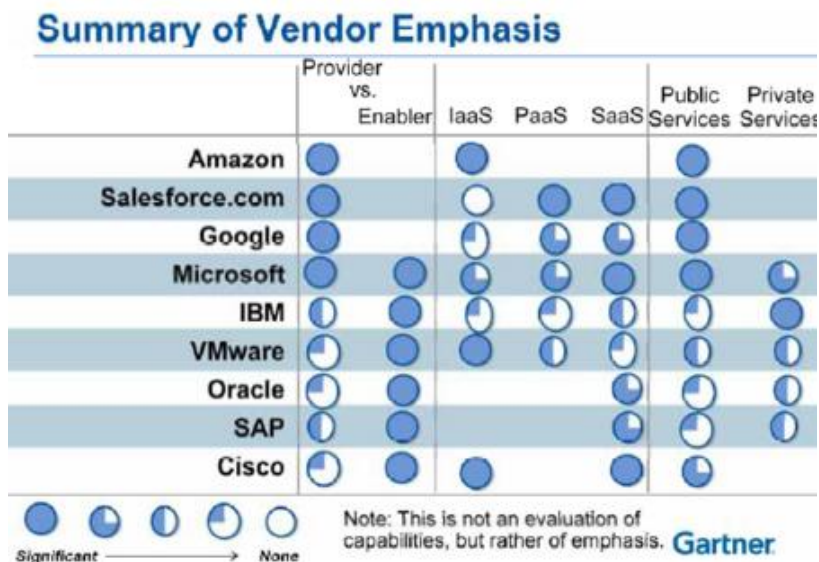 Summary of Vendor Emphasis
Provider
vs.
Enabler
IaaS
PaaS
SaaS
Public
Services
Private
Services
Amazon
Salesforce.com
Google
Microsoft
IBM
VMware
Oracle
SAP
Cisco
Significant
None
Note: This is not an evaluation of
capabilities, but rather of emphasis.
Gartner